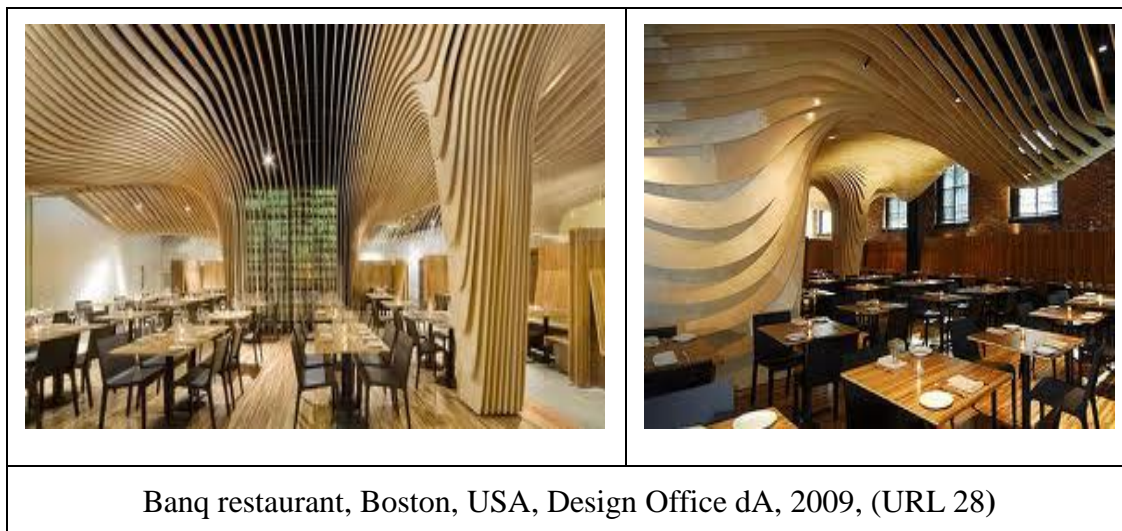 Banq restaurant, Boston, USA, Design Office dA, 2009, (URL 28)